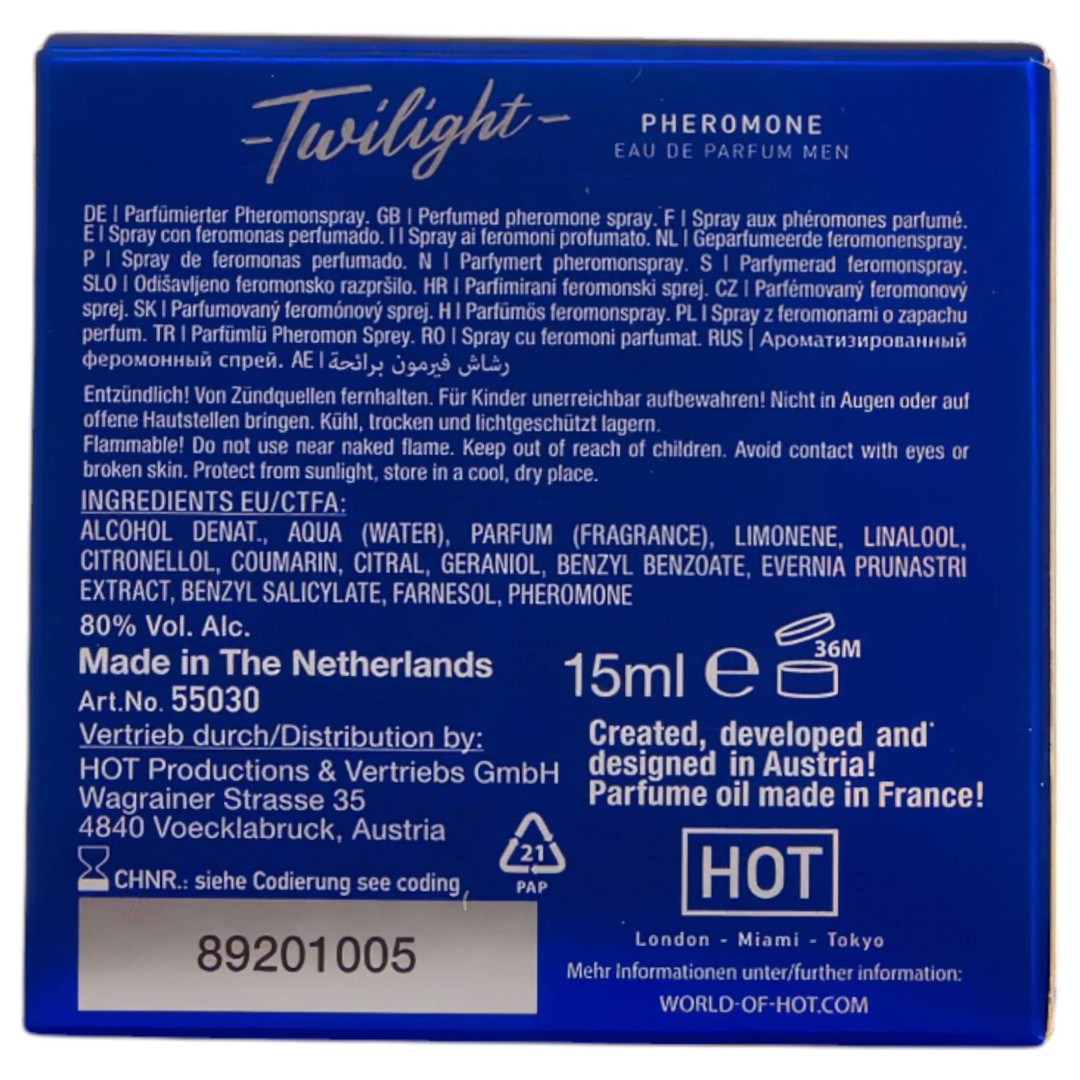 -Twilight-
PHEROMONE
EAU DE PARFUM MEN
DE | Parfümierter Pheromonspray. GB | Perfumed pheromone spray. F | Spray aux phéromones parfumé.
E | Spray con feromonas perfumado. I | Spray ai feromoni profumato. NL | Geparfumeerde feromonenspray.
P | Spray de feromonas perfumado. N | Parfymert pheromonspray. S | Parfymerad feromonspray.
SLO | Odišavljeno feromonsko razpršilo. HR | Parfimirani feromonski sprej. CZ | Parfémovaný feromonový
sprej. SK | Parfumovaný feromónový sprej. H | Parfümös feromonspray. PL | Spray z feromonami o zapachu
perfum. TR | Parfümlü Pheromon Sprey. RO | Spray cu feromoni parfumat. RUS | Ароматизированный
феромонный спрей. AE | رشاش فيرمون برائحة
Entzündlich! Von Zündquellen fernhalten. Für Kinder unerreichbar aufbewahren! Nicht in Augen oder auf
offene Hautstellen bringen. Kühl, trocken und lichtgeschützt lagern.
Flammable! Do not use near naked flame. Keep out of reach of children. Avoid contact with eyes or
broken skin. Protect from sunlight, store in a cool, dry place.
INGREDIENTS EU/CTFA:
ALCOHOL DENAT., AQUA (WATER), PARFUM (FRAGRANCE), LIMONENE, LINALOOL,
CITRONELLOL, COUMARIN, CITRAL, GERANIOL, BENZYL BENZOATE, EVERNIA PRUNASTRI
EXTRACT, BENZYL SALICYLATE, FARNESOL, PHEROMONE
80% Vol. Alc.
Made in The Netherlands
Art.No. 55030
Vertrieb durch/Distribution by:
HOT Productions & Vertriebs GmbH
Wagrainer Strasse 35
4840 Voecklabruck, Austria
CHNR.: siehe Codierung see coding
89201005
21
PAP
15ml e
36M
Created, developed and
designed in Austria!
Parfume oil made in France!
HOT
London - Miami - Tokyo
Mehr Informationen unter/further information:
WORLD-OF-HOT.COM